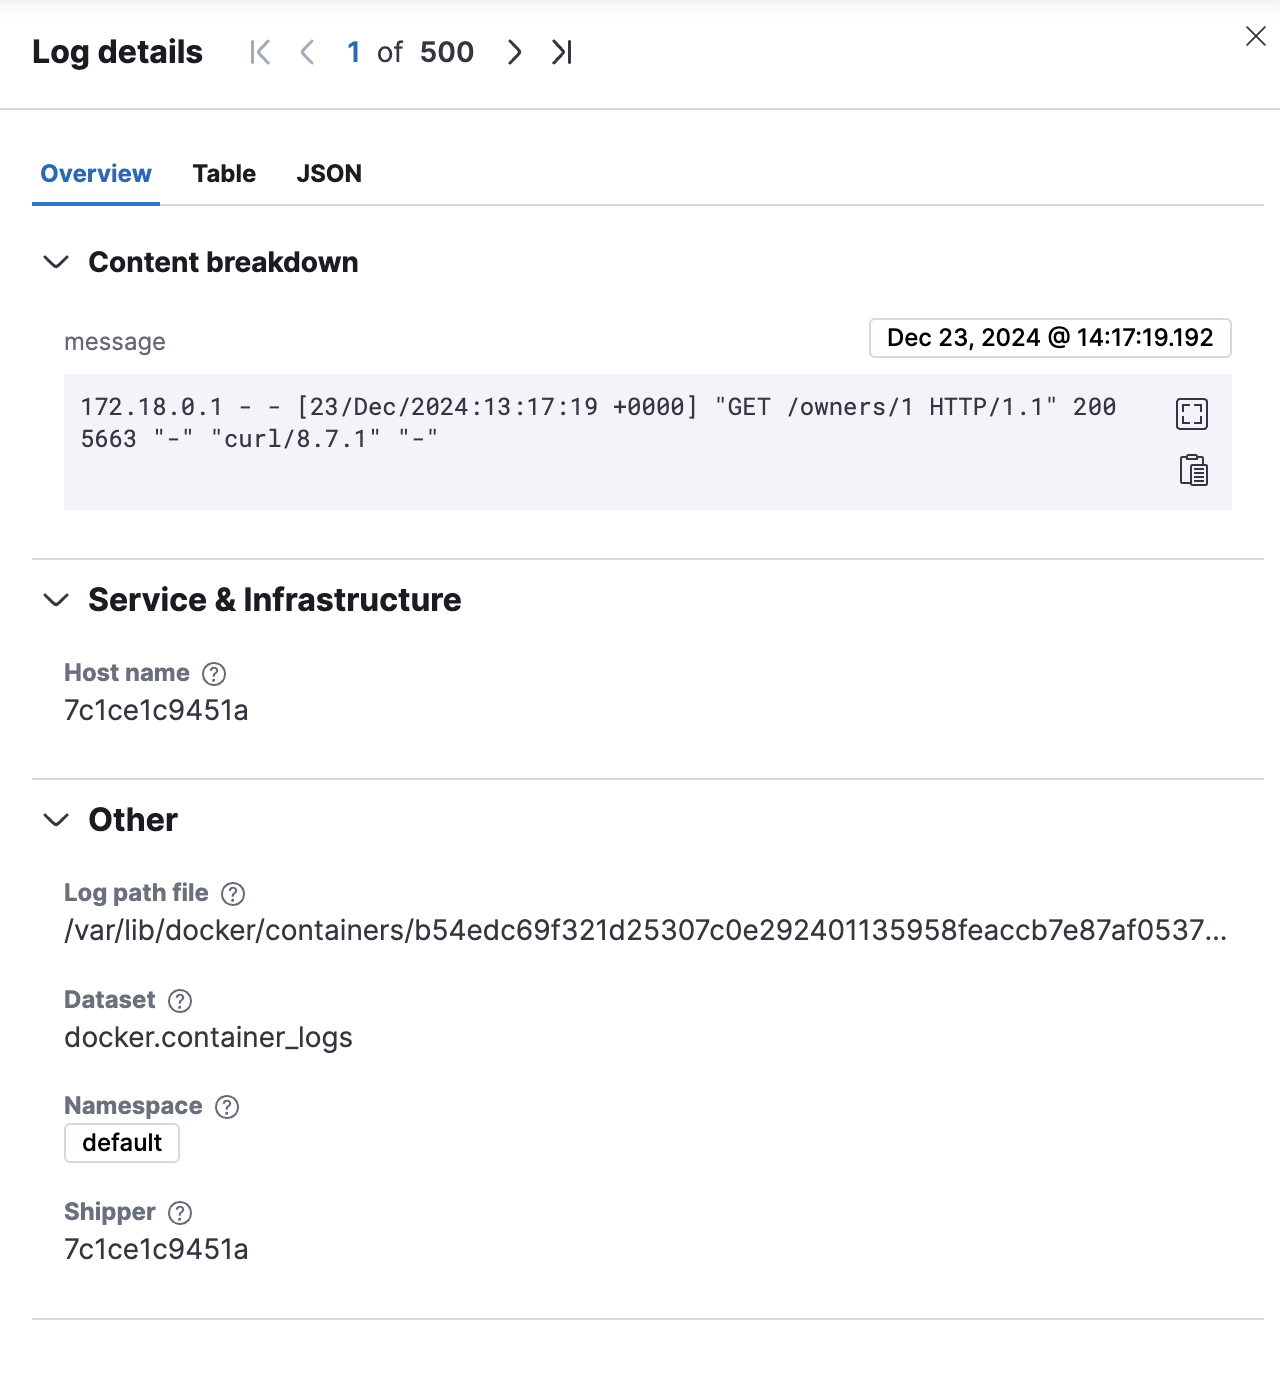 Log details 1 of 500
Overview Table JSON
Content breakdown
message Dec 23, 2024 @ 14:17:19.192
172.18.0.1 - - [23/Dec/2024:13:17:19 +0000] "GET /owners/1 HTTP/1.1" 200
5663 "-" "curl/8.7.1" "-"
Service & Infrastructure
Host name
7c1ce1c9451a
Other
Log path file
/var/lib/docker/containers/b54edc69f321d25307c0e292401135958feaccb7e87af0537...
Dataset
docker.container_logs
Namespace
default
Shipper
7c1ce1c9451a